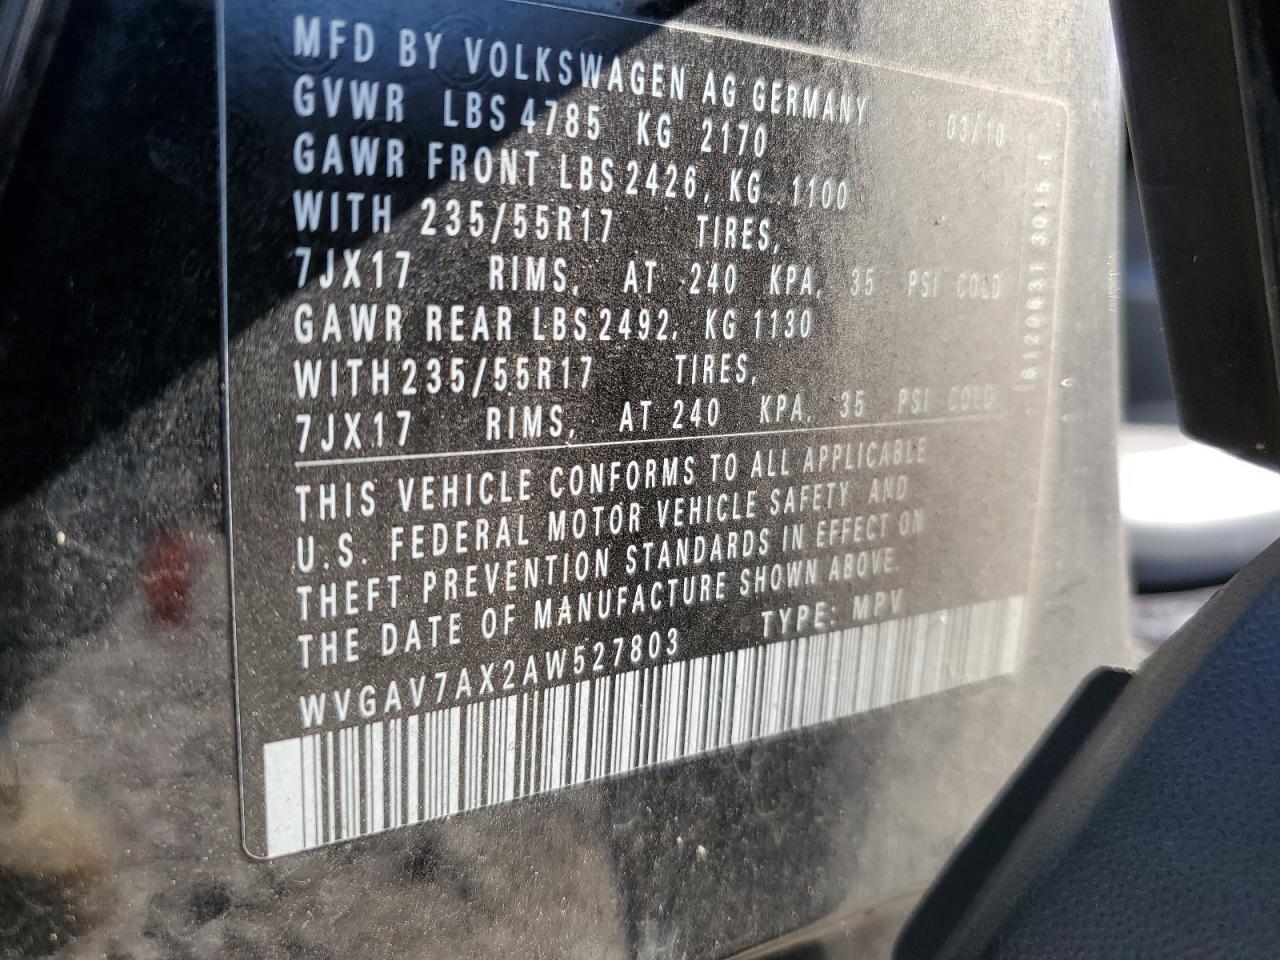 MFD BY VOLKSWAGEN AG GERMANY
GVWR LBS 4785 KG 2170 03/10
GAWR FRONT LBS 2426, KG 1100
WITH 235/55R17 TIRES,
7JX17 RIMS, AT 240 KPA, 35 PSI COLD
GAWR REAR LBS 2492, KG 1130
WITH 235/55R17 TIRES,
7JX17 RIMS, AT 240 KPA, 35 PSI COLD
THIS VEHICLE CONFORMS TO ALL APPLICABLE
U.S. FEDERAL MOTOR VEHICLE SAFETY AND
THEFT PREVENTION STANDARDS IN EFFECT ON
THE DATE OF MANUFACTURE SHOWN ABOVE.
WVGAV7AX2AW527803 TYPE: MPV